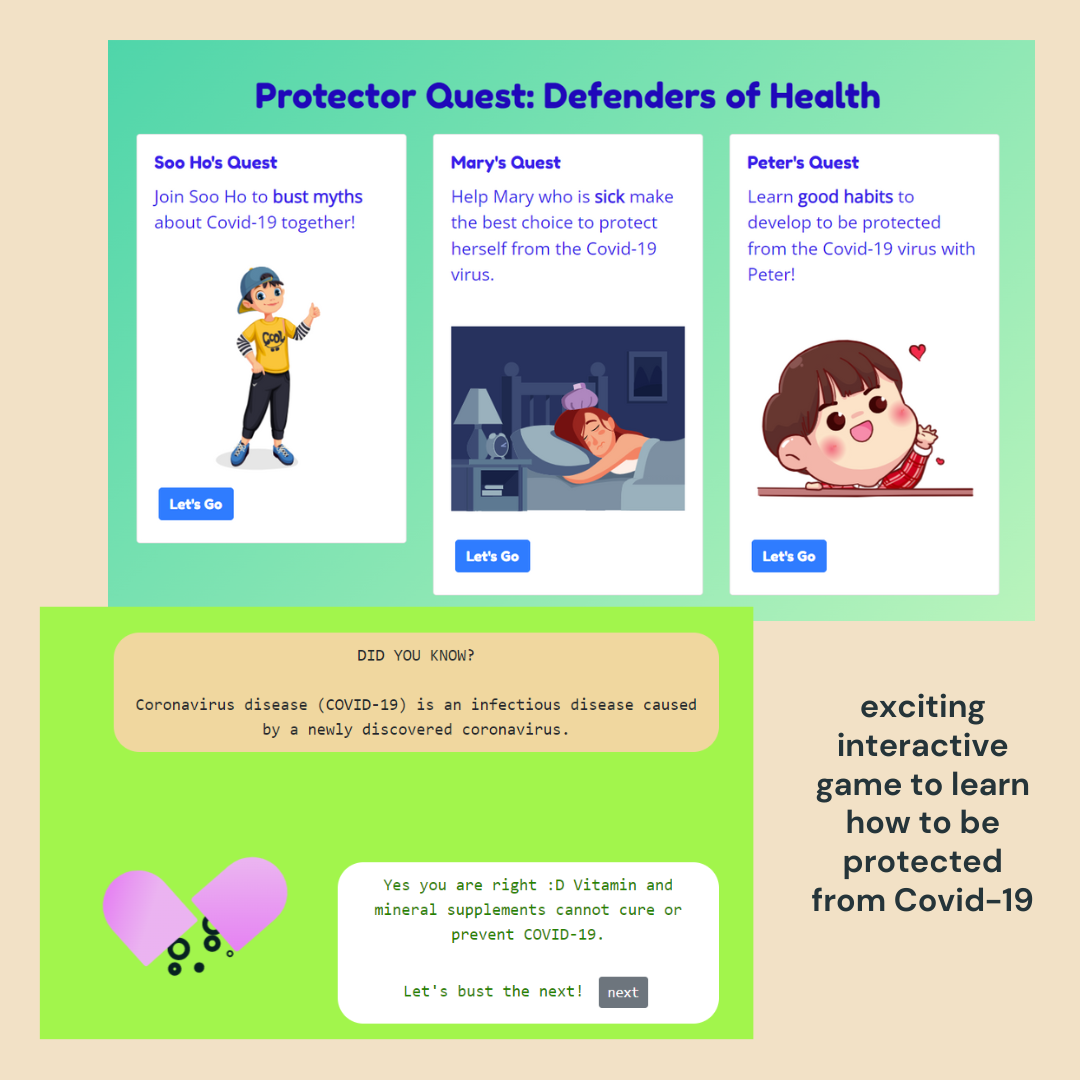 Protector Quest: Defenders of Health
Soo Ho's Quest
Join Soo Ho to bust myths
about Covid-19 together!
COOL
Let's Go
Mary's Quest
Help Mary who is sick make
the best choice to protect
herself from the Covid-19
virus.
Let's Go
Peter's Quest
Learn good habits to
develop to be protected
from the Covid-19 virus with
Peter!
Let's Go
DID YOU KNOW?
Coronavirus disease (COVID-19) is an infectious disease caused
by a newly discovered coronavirus.
Yes you are right :D Vitamin and
mineral supplements cannot cure or
prevent COVID-19.
Let's bust the next! next
exciting
interactive
game to learn
how to be
protected
from Covid-19